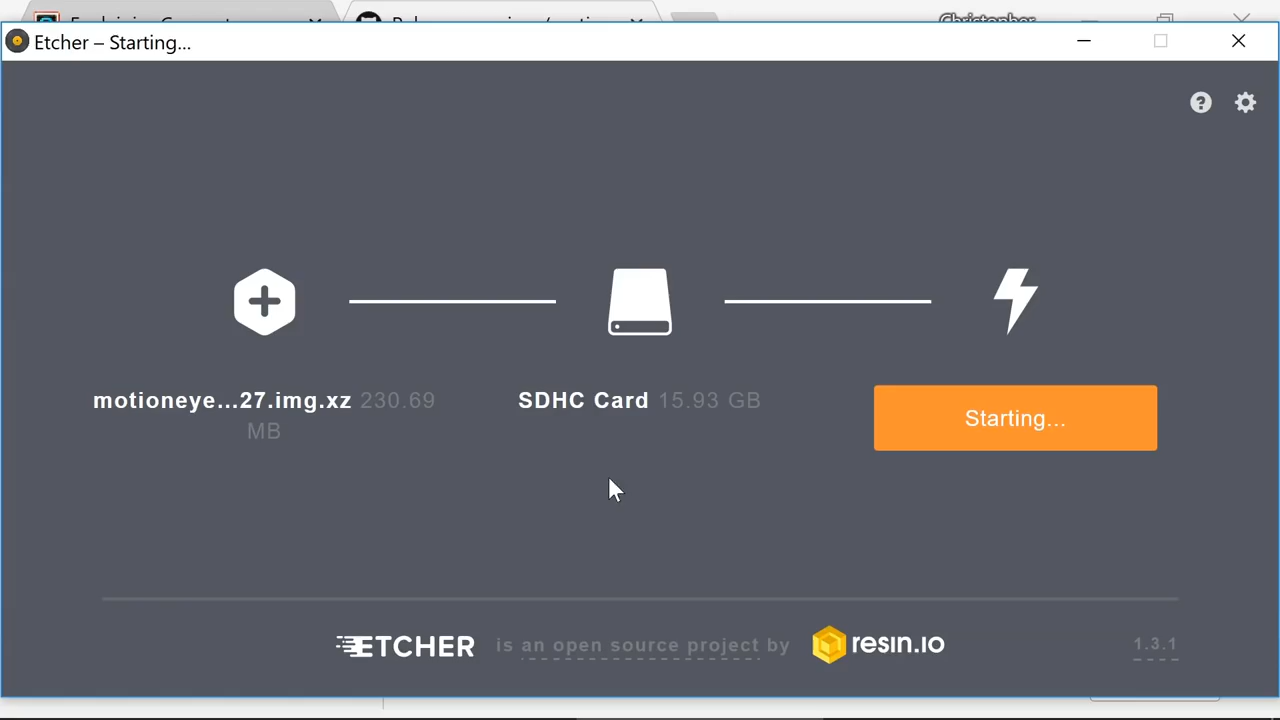 Christopher
Etcher – Starting...
motioneye...27.img.xz 230.69
MB
SDHC Card 15.93 GB
Starting...
ETCHER is an open source project by resin.io
1.3.1